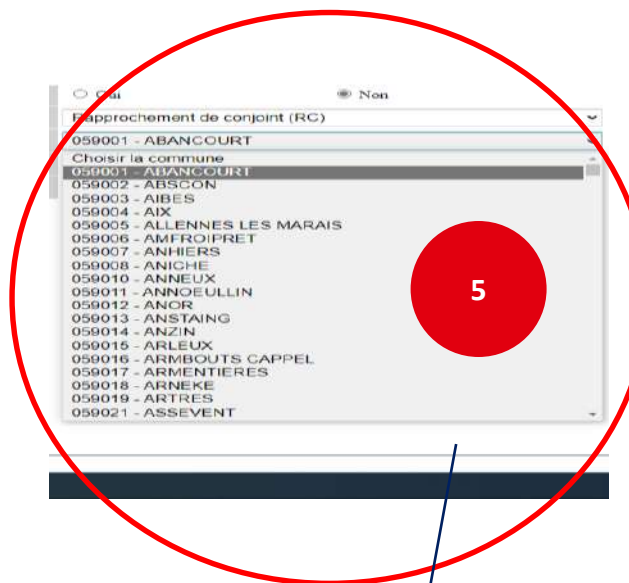 Oui Non
Rapprochement de conjoint (RC)
059001 - ABANCOURT
Choisir la commune
059001 - ABANCOURT
059002 - ABSCON
059003 - AIBES
059004 - AIX
059005 - ALLENNES LES MARAIS
059006 - AMFROIPRET
059007 - ANHIERS
059008 - ANICHE
059010 - ANNEUX
059011 - ANNOEULLIN
059012 - ANOR
059013 - ANSTAING
059014 - ANZIN
059015 - ARLEUX
059016 - ARMBOUTS CAPPEL
059017 - ARMENTIERES
059018 - ARNEKE
059019 - ARTRES
059021 - ASSEVENT
5